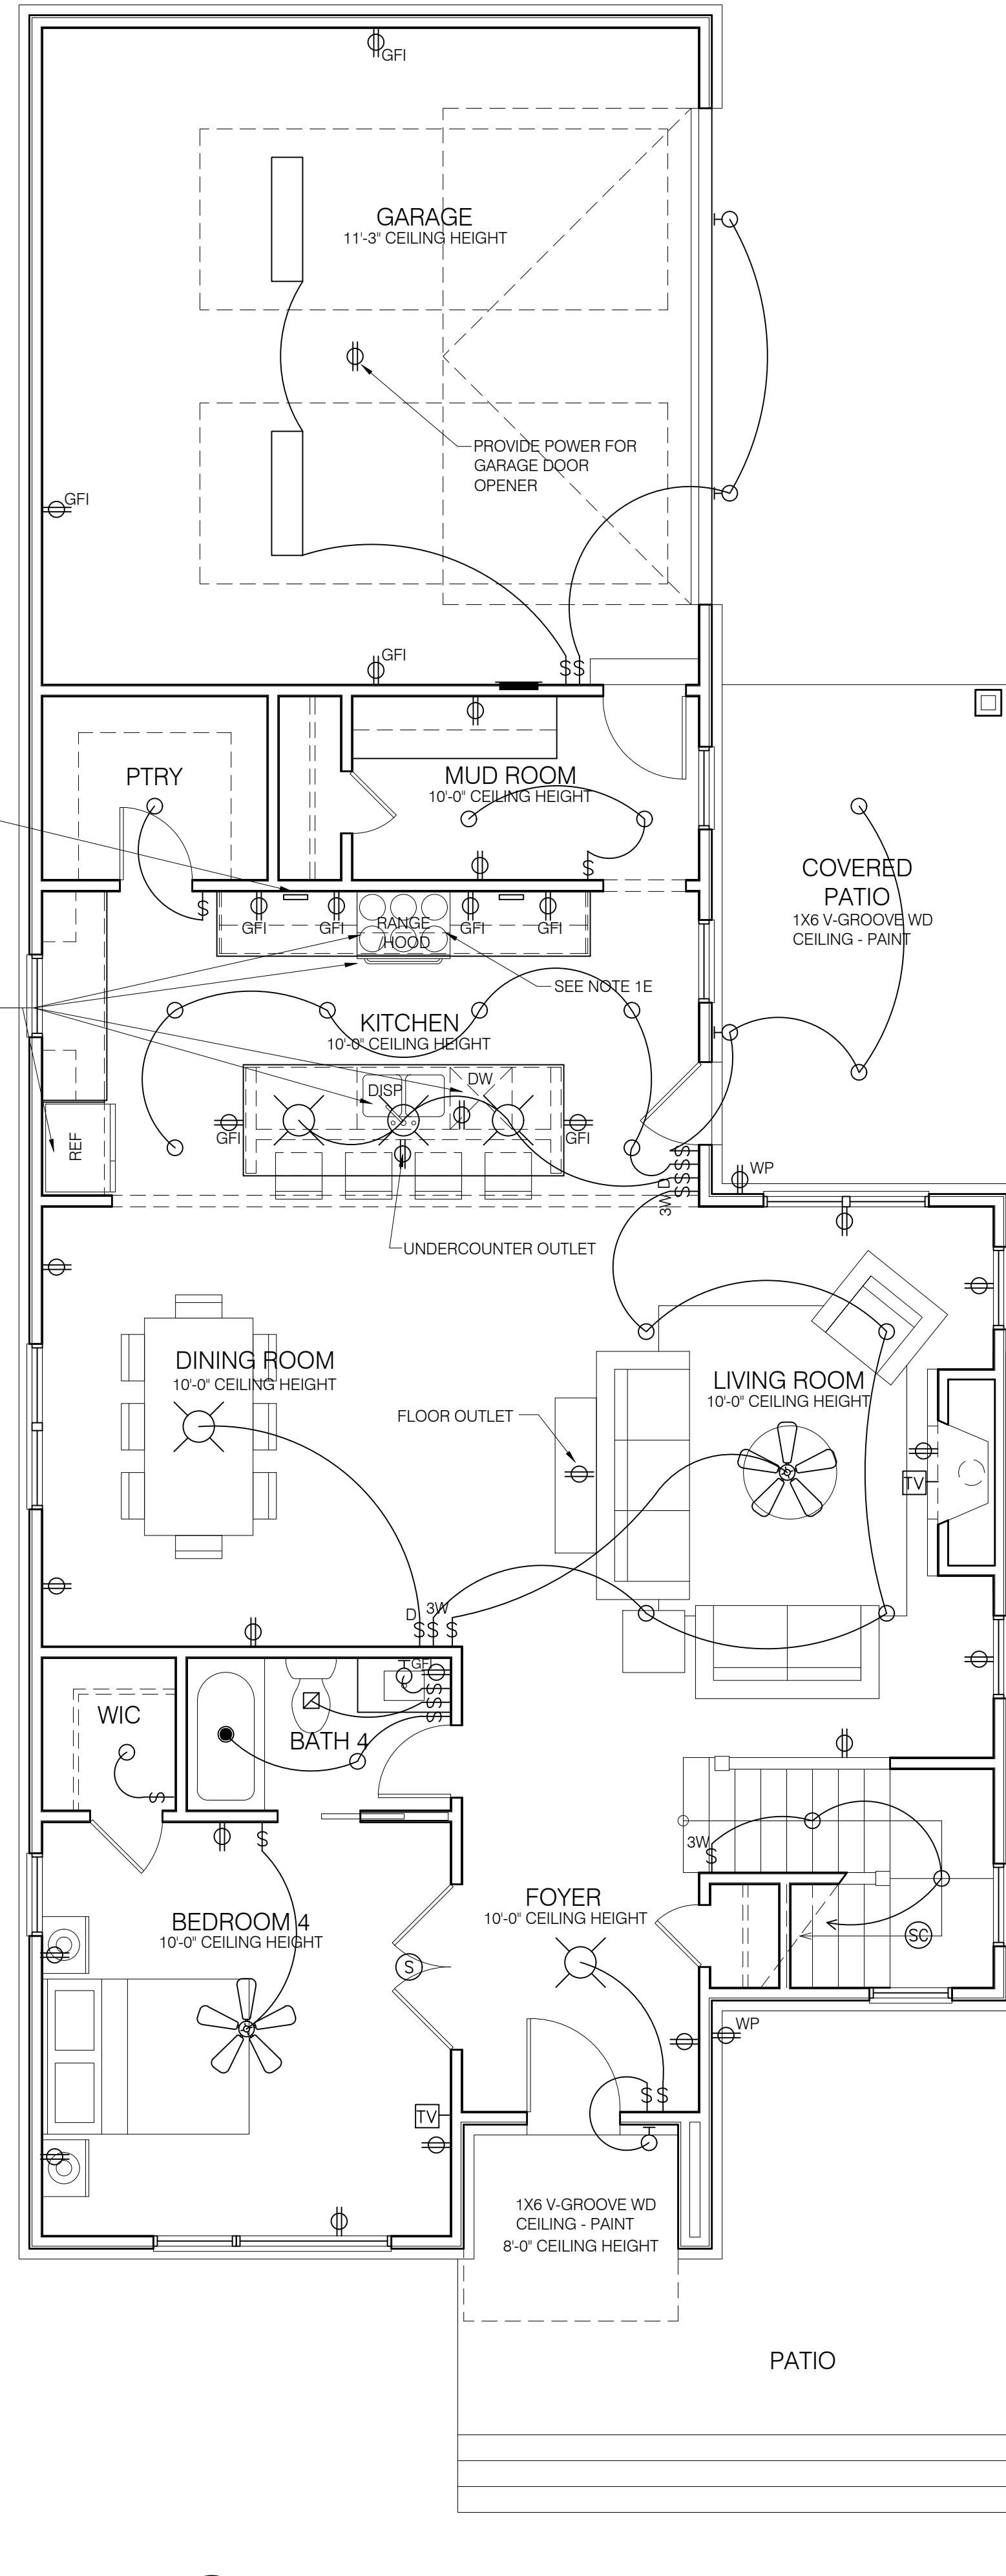 GFI
GARAGE
11'-3" CEILING HEIGHT
PROVIDE POWER FOR
GARAGE DOOR
OPENER
GFI
GFI
SS
PTRY
MUD ROOM
10'-0" CEILING HEIGHT
S
S
COVERED
PATIO
1X6 V-GROOVE WD
CEILING - PAINT
GFI
GFI
RANGE
HOOD
GFI
GFI
SEE NOTE 1E
KITCHEN
10'-0" CEILING HEIGHT
DISP
DW
REF
GFI
GFI
S
S
S
S
S
S
S
S
D
3W
WP
UNDERCOUNTER OUTLET
DINING ROOM
10'-0" CEILING HEIGHT
LIVING ROOM
10'-0" CEILING HEIGHT
FLOOR OUTLET
TV
D
3W
S
S
S
GFI
S
S
S
WIC
BATH 4
S
S
3W
S
FOYER
10'-0" CEILING HEIGHT
BEDROOM 4
10'-0" CEILING HEIGHT
S
SC
WP
SS
TV
1X6 V-GROOVE WD
CEILING - PAINT
8'-0" CEILING HEIGHT
PATIO